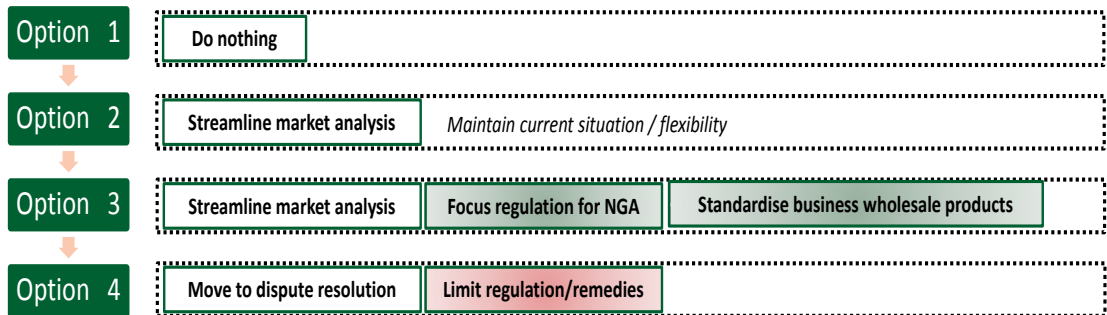 Option 1
Do nothing
Option 2
Streamline market analysis
Maintain current situation / flexibility
Option 3
Streamline market analysis
Focus regulation for NGA
Standardise business wholesale products
Option 4
Move to dispute resolution
Limit regulation/remedies